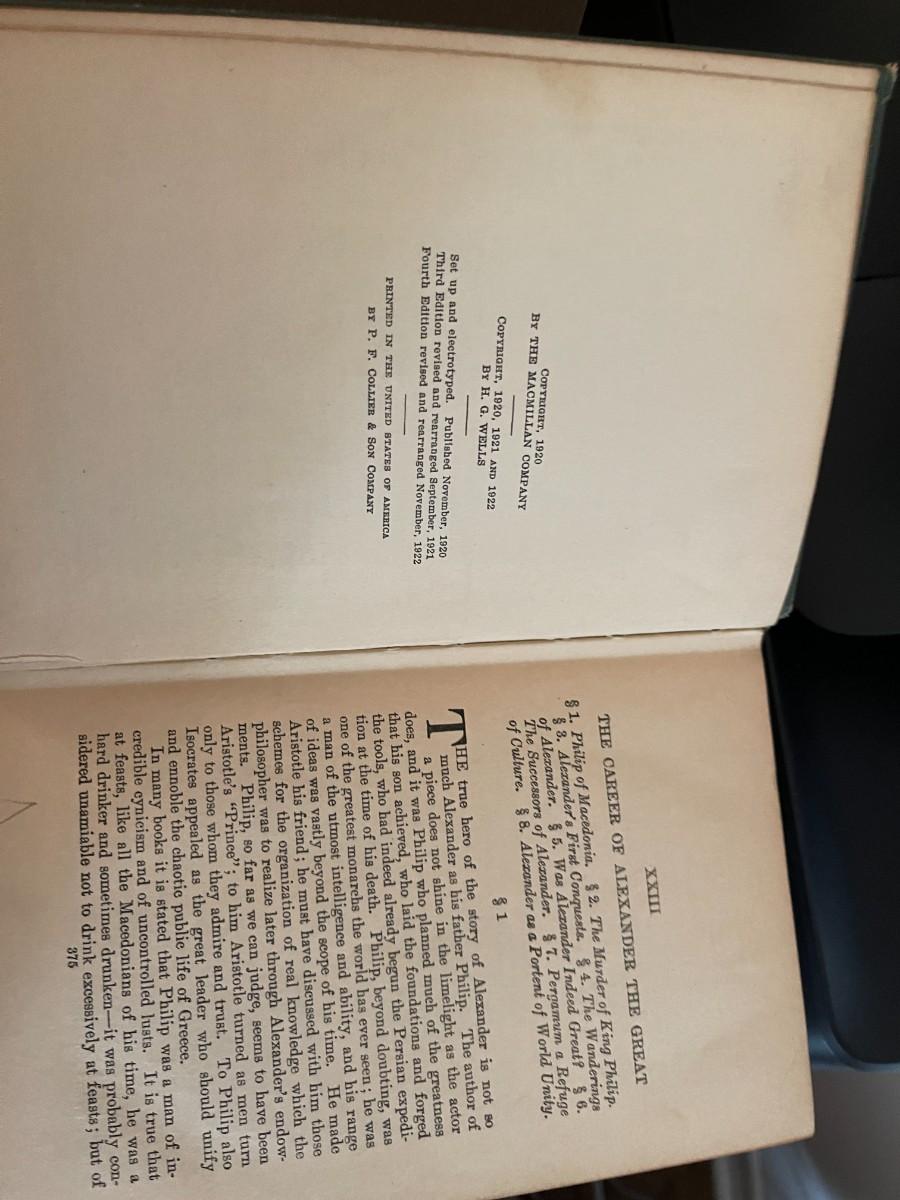 COPYRIGHT, 1920
BY THE MACMILLAN COMPANY
COPYRIGHT, 1920, 1921 AND 1922
BY H. G. WELLS
Set up and electrotyped. Published November, 1920
Third Edition revised and rearranged September, 1921
Fourth Edition revised and rearranged November, 1922
PRINTED IN THE UNITED STATES OF AMERICA
BY P. F. COLLIER & SON COMPANY
XXIII
THE CAREER OF ALEXANDER THE GREAT
§ 1. Philip of Macedonia. § 2. The Murder of King Philip.
§ 3. Alexander's First Conquests. § 4. The Wanderings
of Alexander. § 5. Was Alexander Indeed Great? § 6.
The Successors of Alexander. § 7. Pergamum a Refuge
of Culture. § 8. Alexander as a Portent of World Unity.
§ 1
THE true hero of the story of Alexander is not so
much Alexander as his father Philip. The author of
a piece does not shine in the limelight as the actor
does, and it was Philip who planned much of the greatness
that his son achieved, who laid the foundations and forged
the tools, who had indeed already begun the Persian expedi-
tion at the time of his death. Philip, beyond doubting, was
one of the greatest monarchs the world has ever seen; he was
a man of the utmost intelligence and ability, and his range
of ideas was vastly beyond the scope of his time. He made
Aristotle his friend; he must have discussed with him those
schemes for the organization of real knowledge which the
philosopher was to realize later through Alexander's endow-
ments. Philip, so far as we can judge, seems to have been
Aristotle's "Prince"; to him Aristotle turned as men turn
only to those whom they admire and trust. To Philip also
Isocrates appealed as the great leader who should unify
and ennoble the chaotic public life of Greece.
In many books it is stated that Philip was a man of in-
credible cynicism and of uncontrolled lusts. It is true that
at feasts, like all the Macedonians of his time, he was a
hard drinker and sometimes drunken—it was probably con-
sidered unamiable not to drink excessively at feasts; but of
375